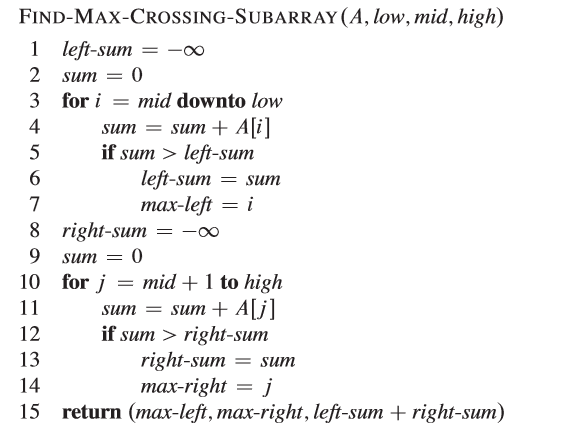 FIND-MAX-CROSSING-SUBARRAY(A, low, mid, high)
1 left-sum = −∞
2 sum = 0
3 for i = mid downto low
4 sum = sum + A[i]
5 if sum > left-sum
6 left-sum = sum
7 max-left = i
8 right-sum = −∞
9 sum = 0
10 for j = mid + 1 to high
11 sum = sum + A[j]
12 if sum > right-sum
13 right-sum = sum
14 max-right = j
15 return (max-left, max-right, left-sum + right-sum)